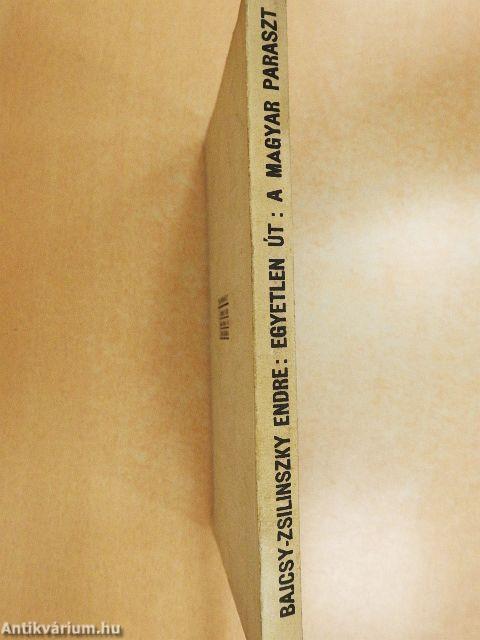 BAJCSY-ZSILINSZKY ENDRE: EGYETLEN ÚT: A MAGYAR PARASZT
Antikvárium.hu